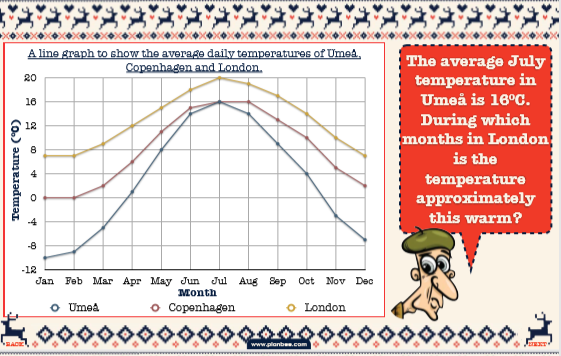 A line graph to show the average daily temperatures of Umeå,
Copenhagen and London.
20
16
12
8
4
0
-4
-8
-12
Temperature (°C)
Jan Feb Mar Apr May Jun Jul Aug Sep Oct Nov Dec
Month
Umeå Copenhagen London
The average July
temperature in
Umeå is 16°C.
During which
months in London
is the
temperature
approximately
this warm?
BACK
www.planbee.com
NEXT